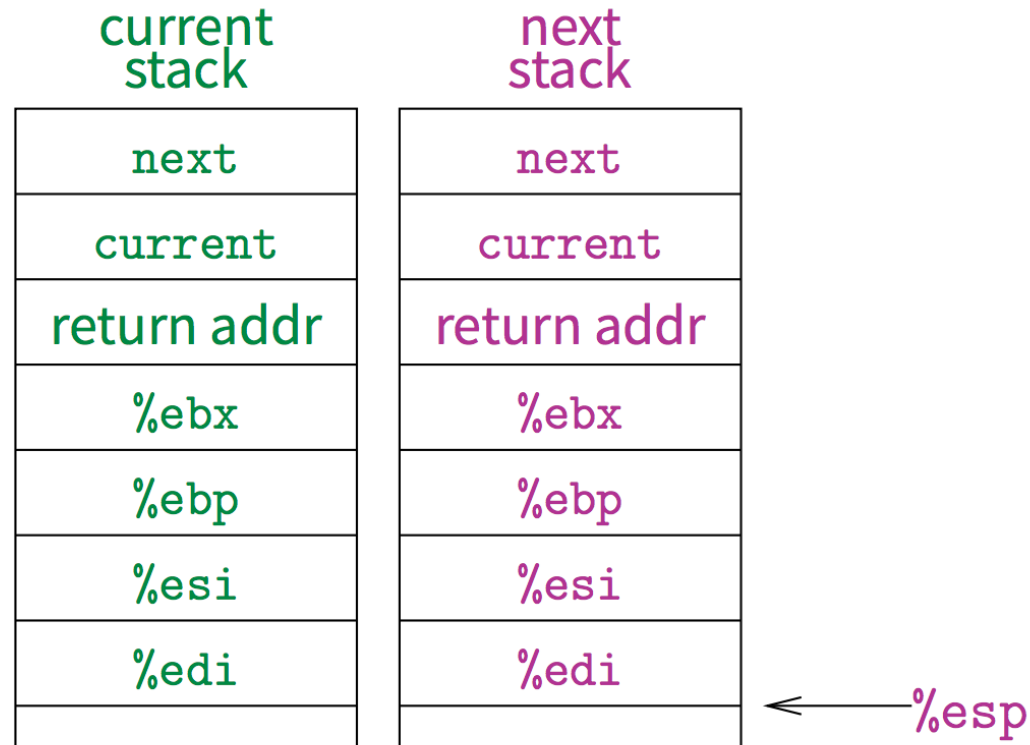 current
stack
next
stack
next
next
current
current
return addr
return addr
%ebx
%ebx
%ebp
%ebp
%esi
%esi
%edi
%edi
%esp